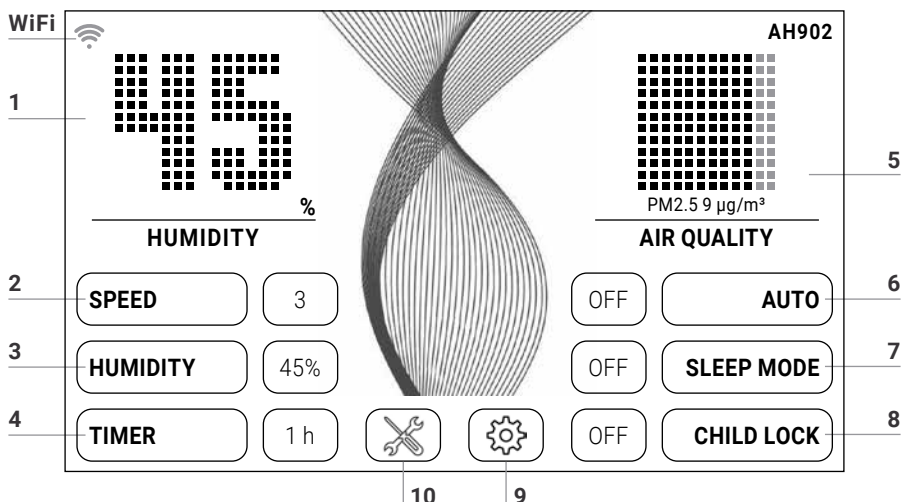 WiFi
AH902
1
45
5
%
PM2.5 9 µg/m³
HUMIDITY
AIR QUALITY
2
SPEED
3
OFF
AUTO
6
3
HUMIDITY
45%
OFF
SLEEP MODE
7
4
TIMER
1 h
OFF
CHILD LOCK
8
10
9